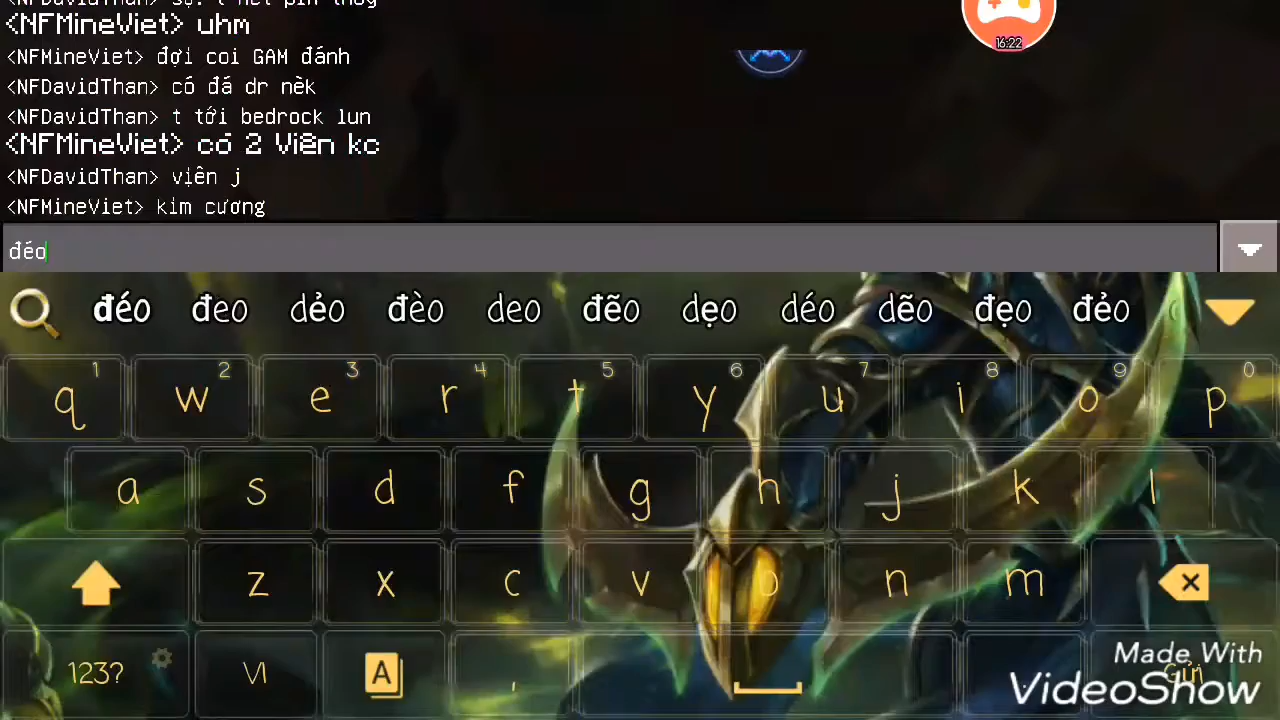 <NFMineViet> uhm
<NFMineViet> đợi coi GAM đánh
<NFDavidThan> có đá dr nèk
<NFDavidThan> t tới bedrock lun
<NFMineViet> có 2 Viên kc
<NFDavidThan> viên j
<NFMineViet> kim cương
16:22
đéo
đéo đeo dẻo đèo deo đẽo dẹo déo dẽo đẹo đẻo
1 2 3 4 5 6 7 8 9 0
q w e r t y u i o p
a s d f g h j k l
z x c v b n m
123? VI A , Gửi
Made With
VideoShow